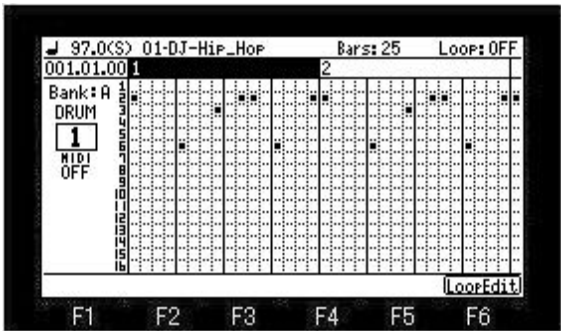 ♩ 97.0(S) 01-DJ-Hip_Hop Bars:25 Loop:OFF
001.01.00 1 2
Bank:A
DRUM
1
MIDI
OFF
1
2
3
4
5
6
7
8
9
10
11
12
13
14
15
16
LoopEdit
F1 F2 F3 F4 F5 F6